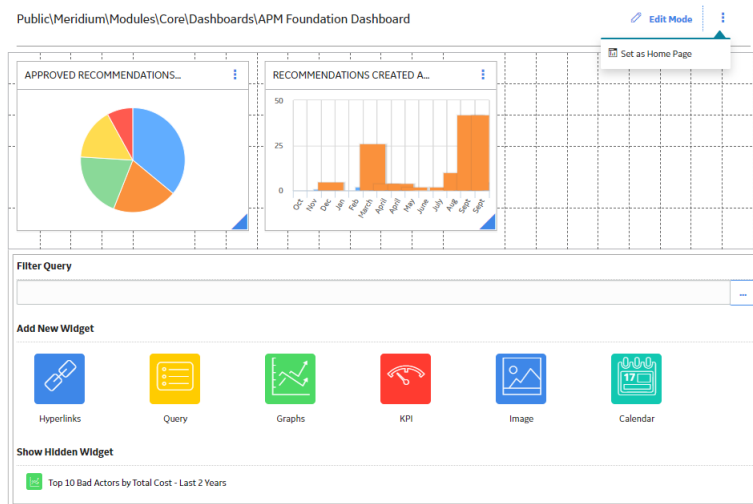 Public\Meridium\Modules\Core\Dashboards\APM Foundation Dashboard
Edit Mode
Set as Home Page
APPROVED RECOMMENDATIONS...
RECOMMENDATIONS CREATED A...
50
25
0
Oct Nov Dec Jan Feb March April April May June July Aug Sept Sept
Filter Query
...
Add New Widget
17
Hyperlinks Query Graphs KPI Image Calendar
Show Hidden Widget
Top 10 Bad Actors by Total Cost - Last 2 Years